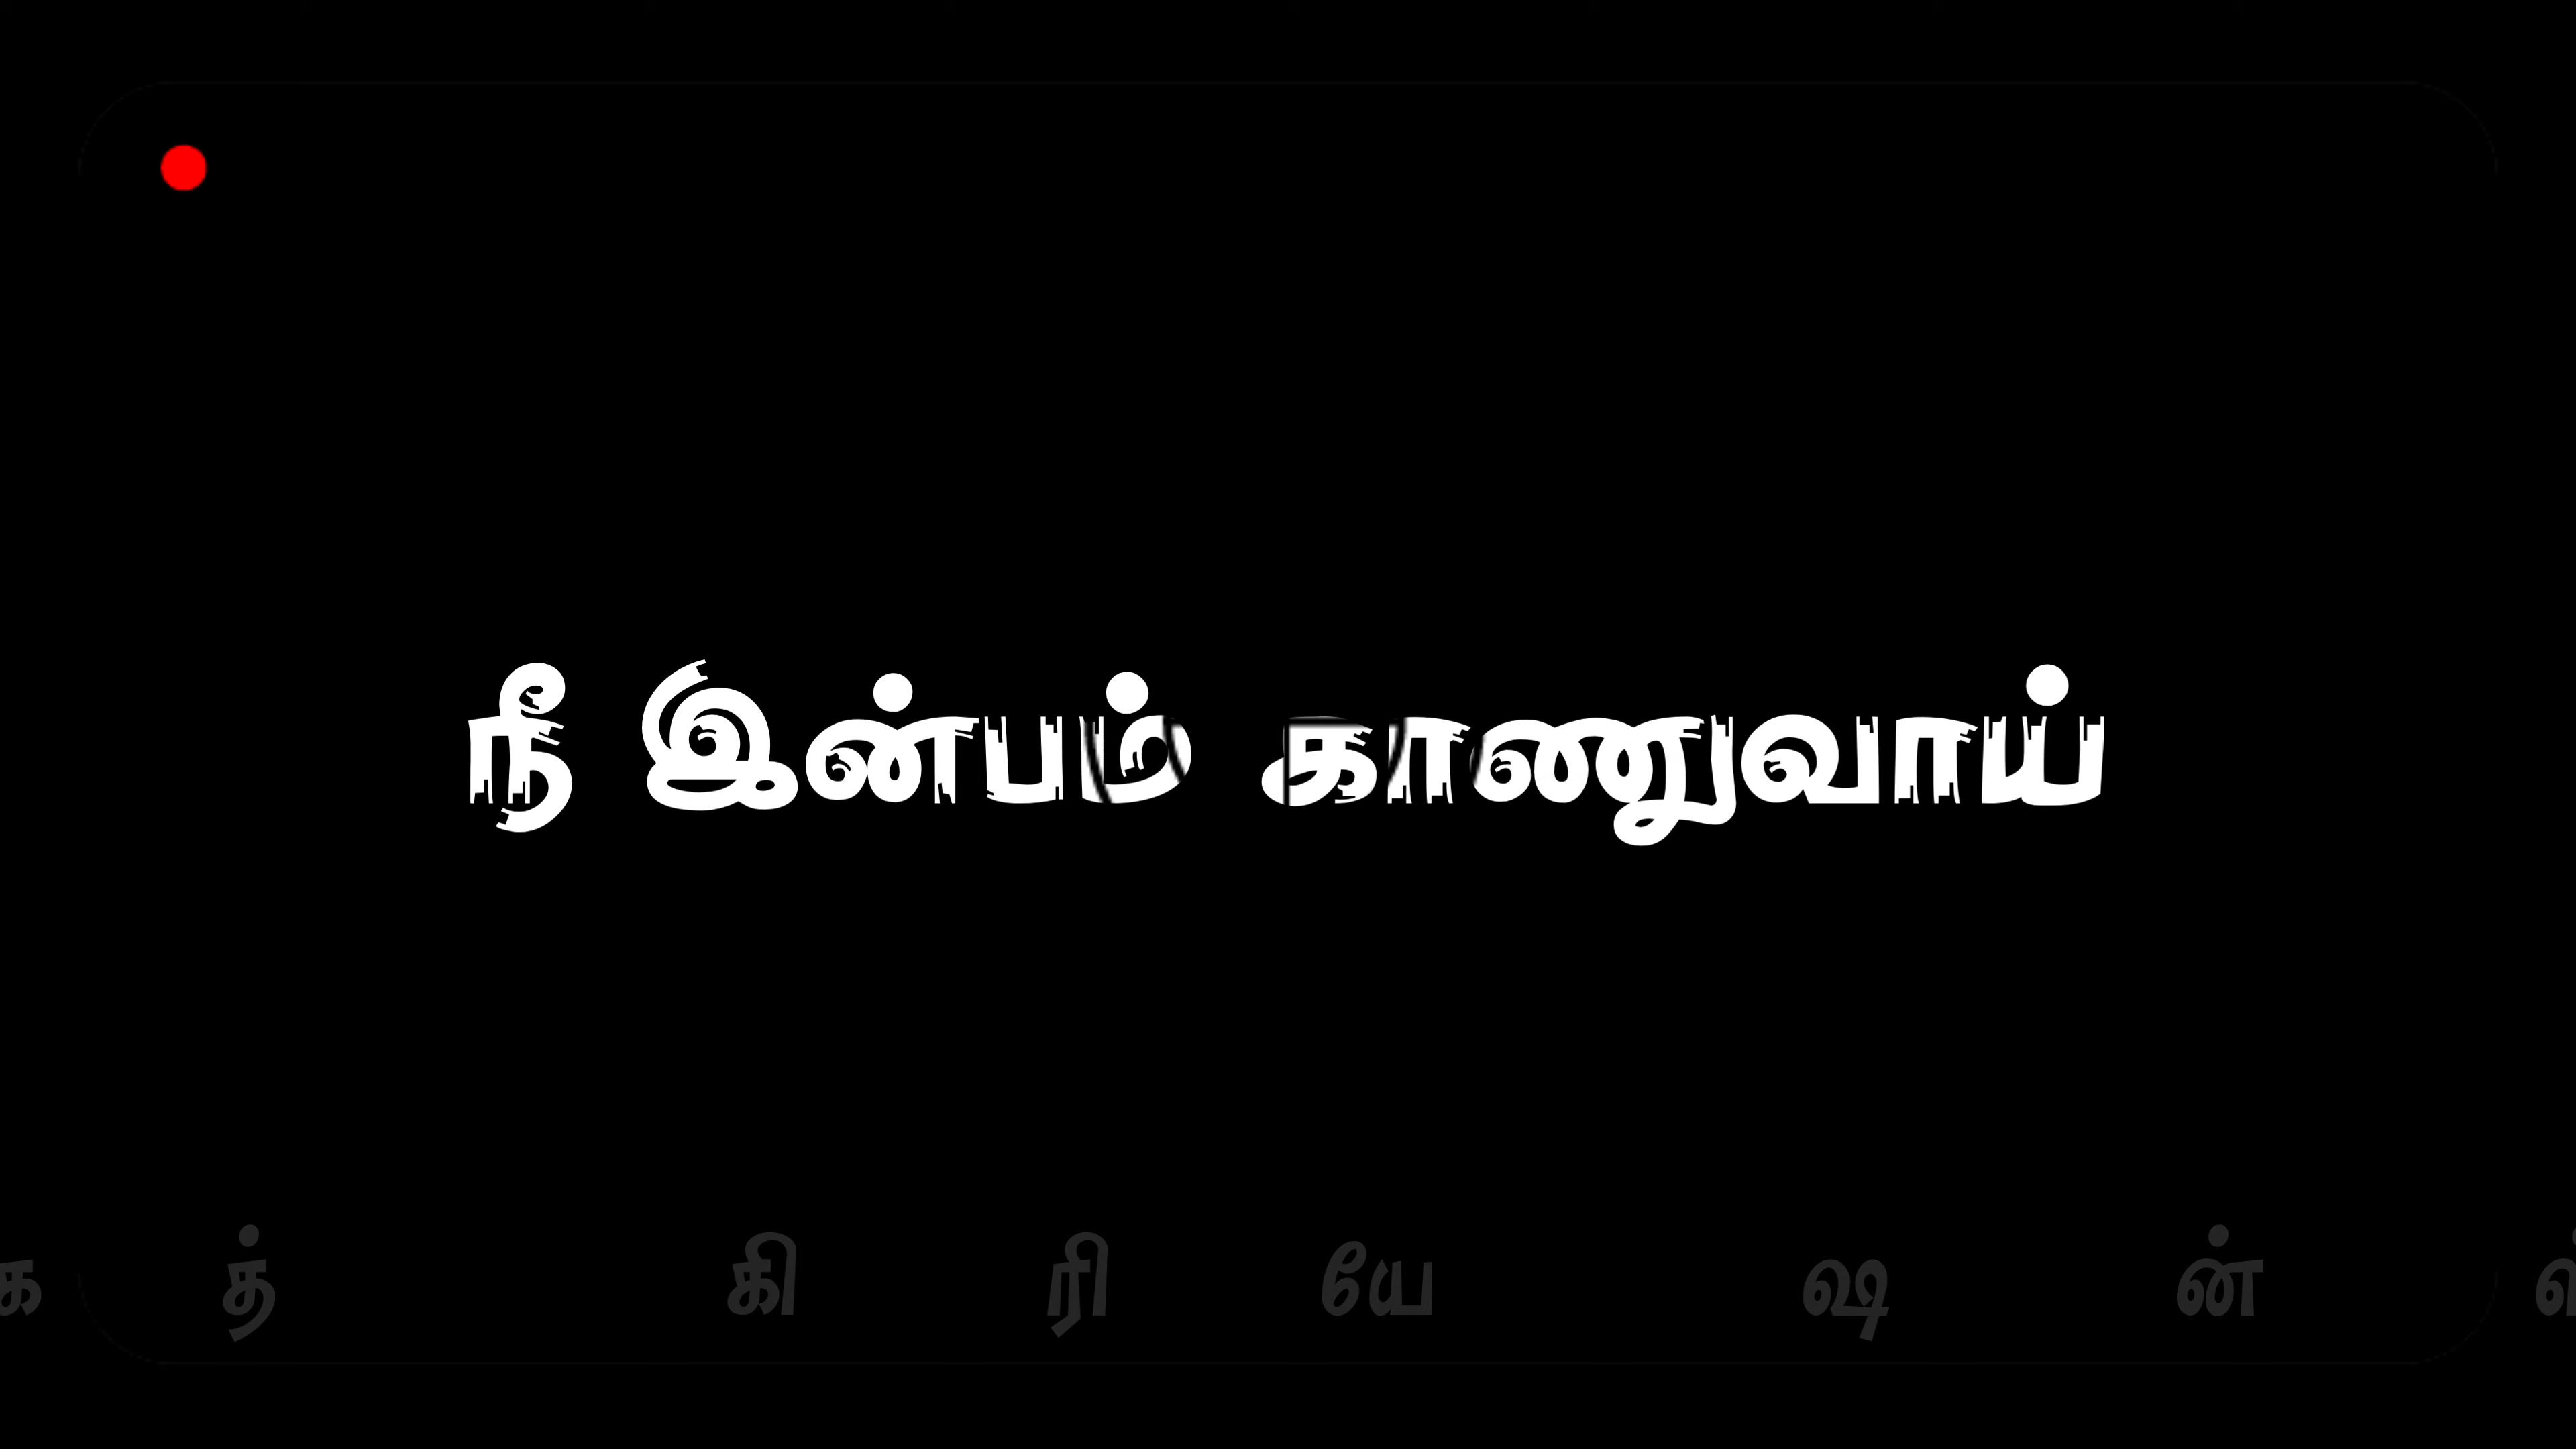 நீ இன்பம் காணுவாய்
த் கி ரி யே ஷ ன்